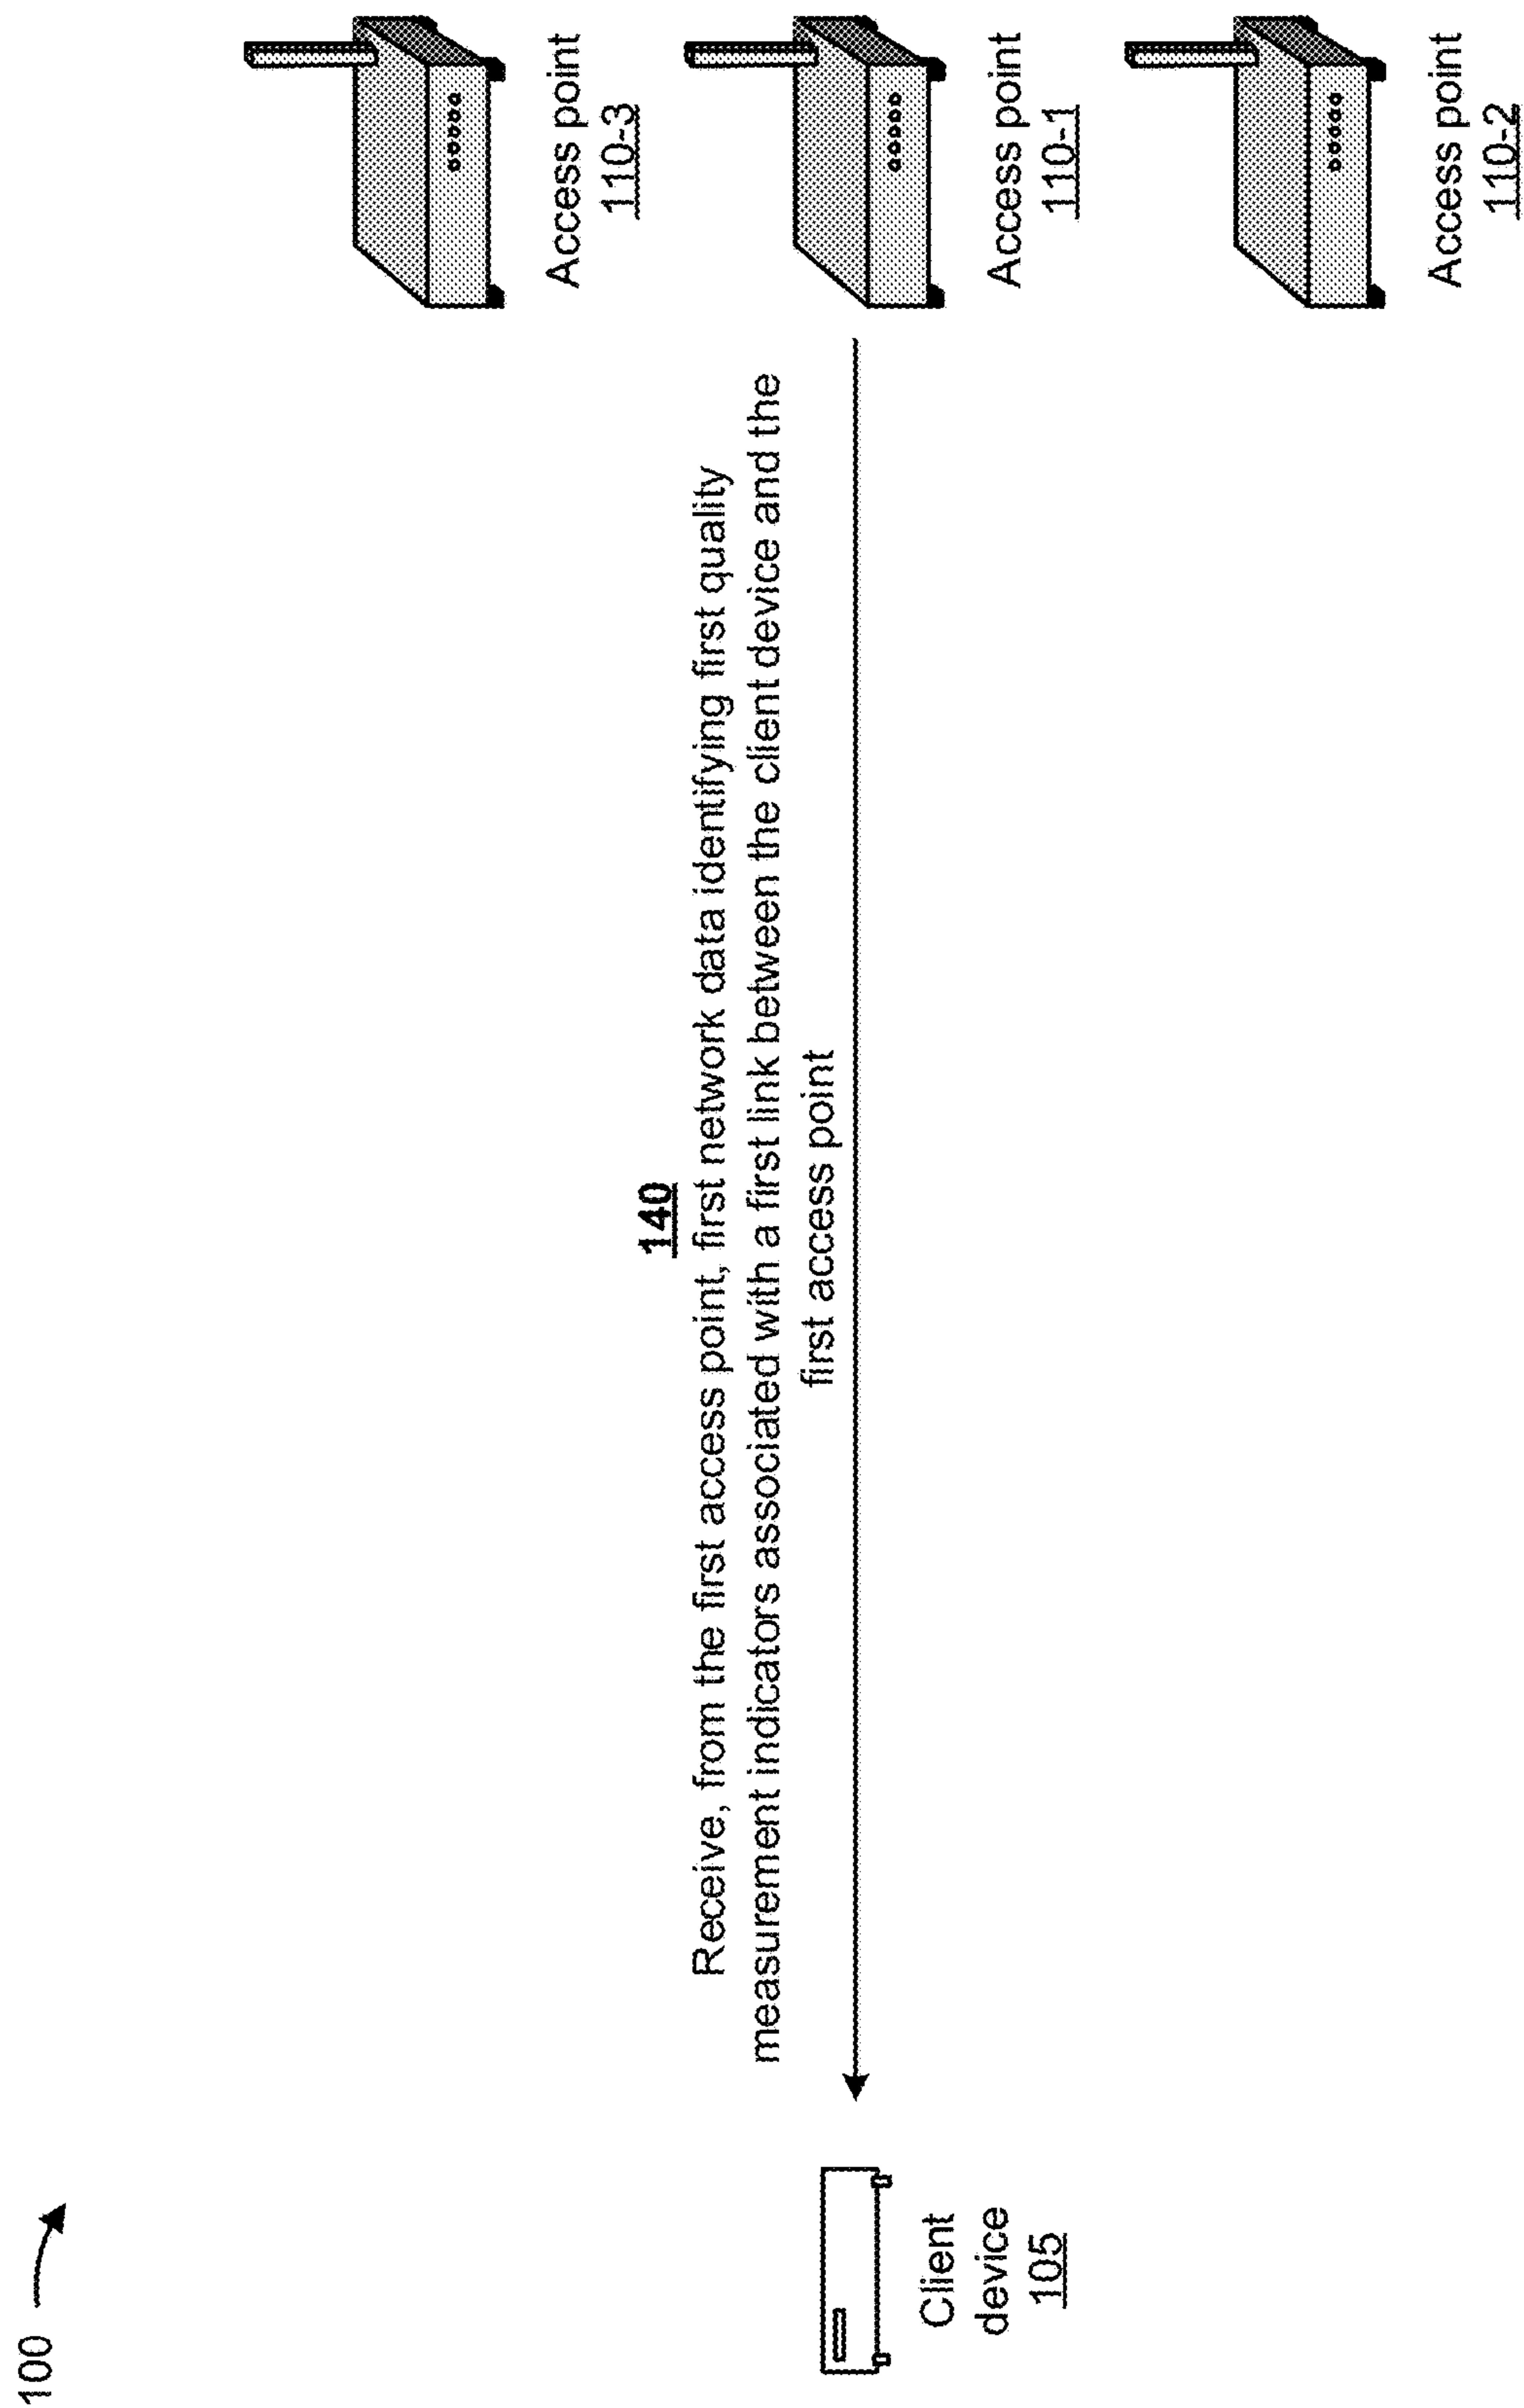 100
140
Receive, from the first access point, first network data identifying first quality
measurement indicators associated with a first link between the client device and the
first access point
Access point
110-3
Client
device
105
Access point
110-1
Access point
110-2